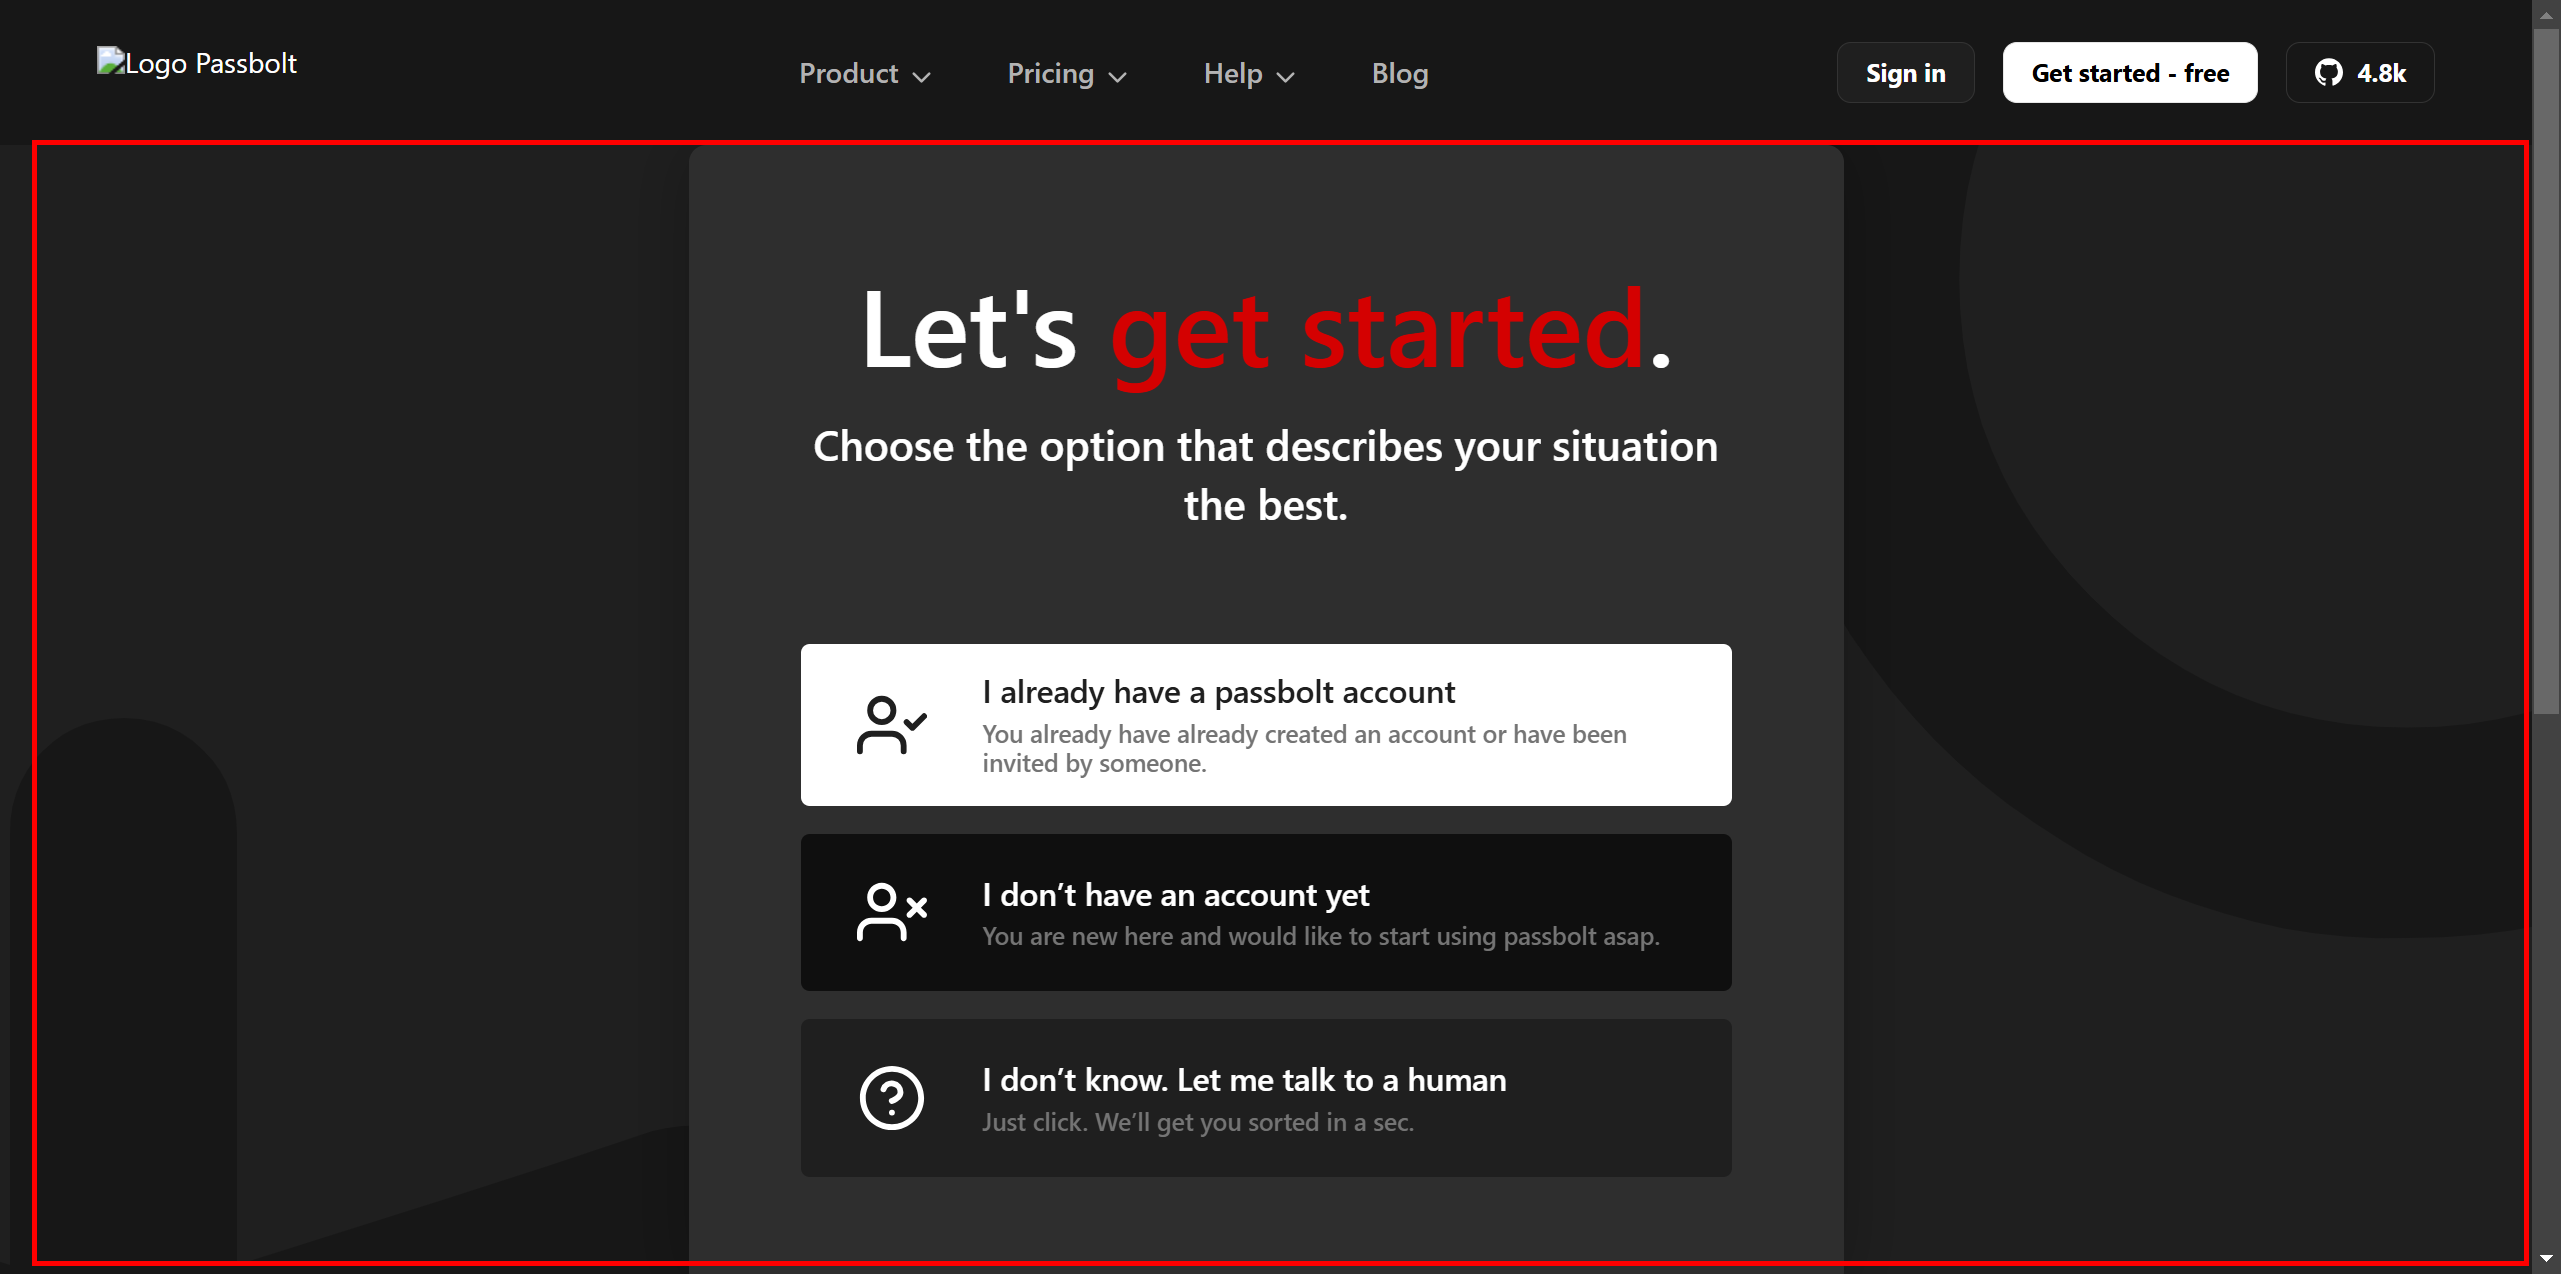 Logo Passbolt
Product
Pricing
Help
Blog
Sign in
Get started - free
4.8k
Let's get started.
Choose the option that describes your situation
the best.
I already have a passbolt account
You already have already created an account or have been
invited by someone.
I don’t have an account yet
You are new here and would like to start using passbolt asap.
I don’t know. Let me talk to a human
Just click. We’ll get you sorted in a sec.